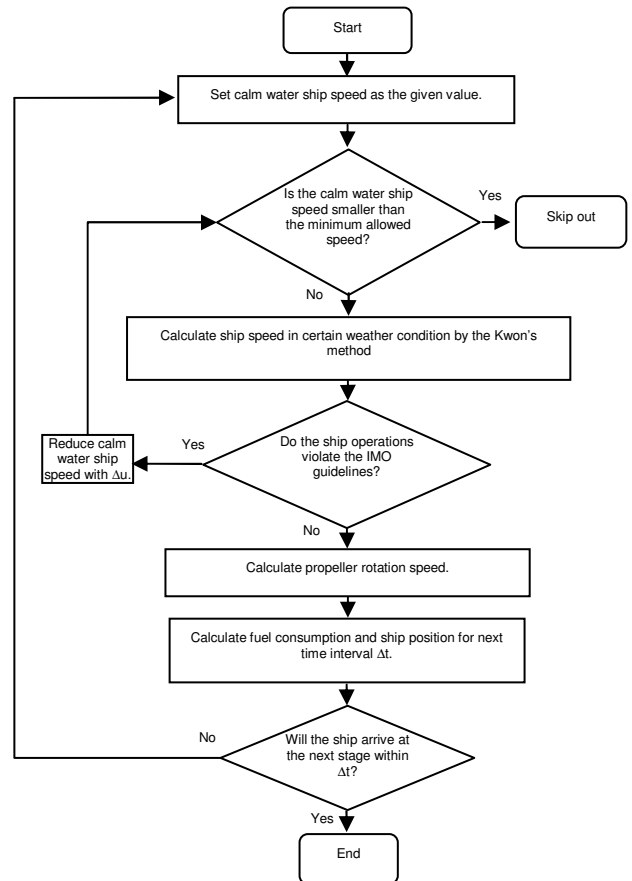 Start
Set calm water ship speed as the given value.
Is the calm water ship
speed smaller than
the minimum allowed
speed?
Yes
Skip out
No
Calculate ship speed in certain weather condition by the Kwon's
method
Do the ship operations
violate the IMO
guidelines?
Yes
Reduce calm
water ship
speed with Δu.
No
Calculate propeller rotation speed.
Calculate fuel consumption and ship position for next
time interval Δt.
Will the ship arrive at
the next stage within
Δt?
No
Yes
End